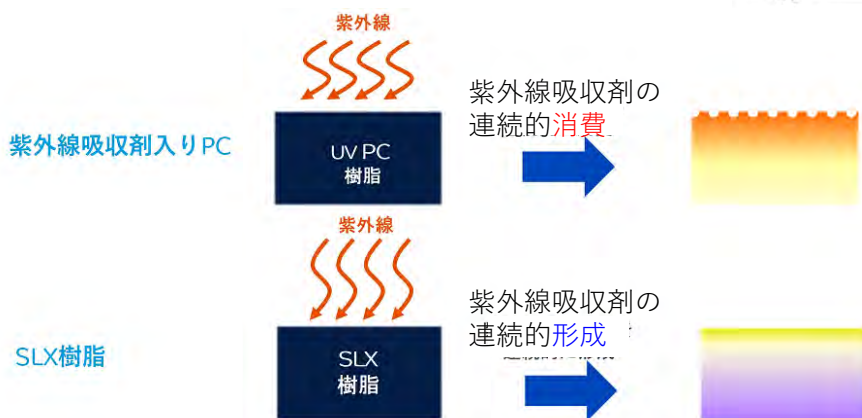 紫外線
紫外線吸収剤の
連続的消費
紫外線吸収剤入りPC
UV PC
樹脂
紫外線
紫外線吸収剤の
連続的形成
SLX樹脂
SLX
樹脂